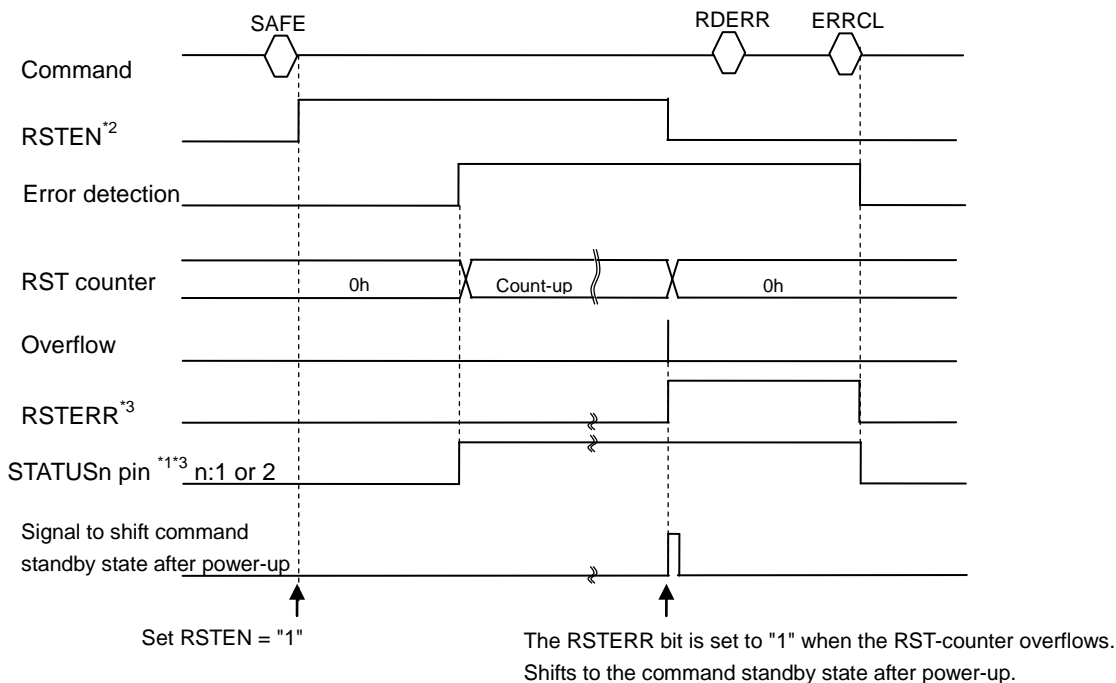 SAFE RDERR ERRCL
Command
RSTEN*2
Error detection
RST counter 0h Count-up 0h
Overflow
RSTERR*3
STATUSn pin *1*3 n:1 or 2
Signal to shift command
standby state after power-up
Set RSTEN = "1" The RSTERR bit is set to "1" when the RST-counter overflows.
Shifts to the command standby state after power-up.